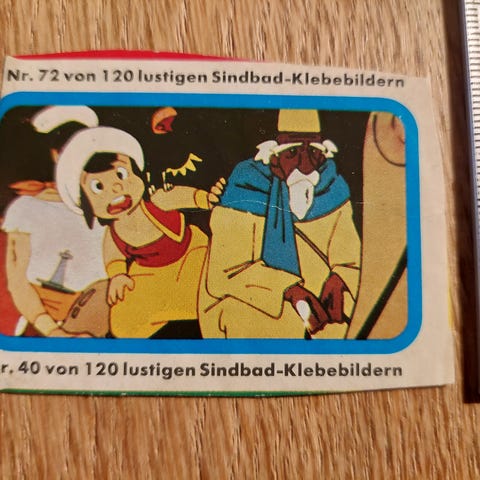 Nr. 72 von 120 lustigen Sindbad-Klebebildern
r. 40 von 120 lustigen Sindbad-Klebebildern